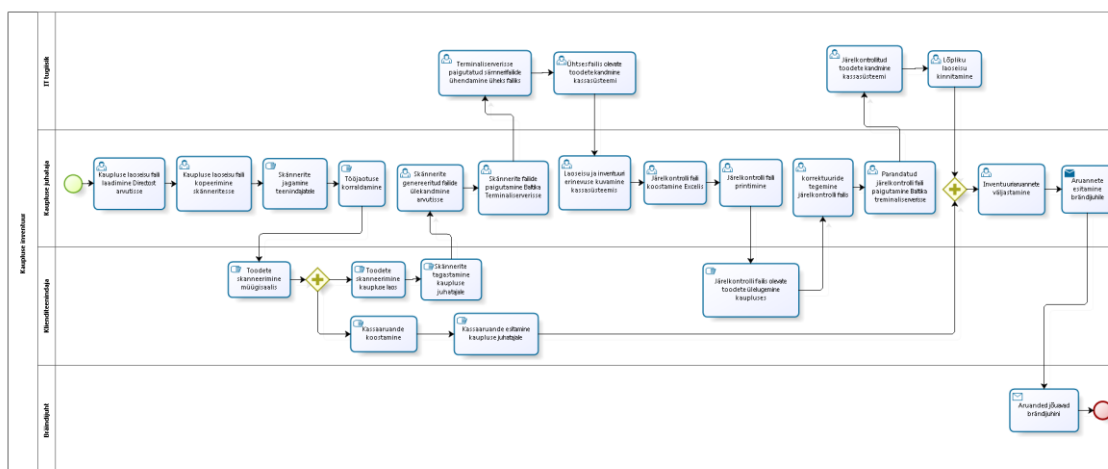 Kaupluse inventuur
IT tugiisik
Terminaliserverisse
paigutatud skännerifailide
ühendamine üheks failiks
Ühtsesfailis olevate
toodete kandmine
kassasüsteemi
Järelkontrollitud
toodete kandmine
kassasüsteemi
Lõpliku
laoseisu
kinnitamine
Kaupluse juhataja
Kaupluse laoseisu faili
laadimine Directost
arvutisse
Kaupluse laoseisu faili
kopeerimine
skänneritesse
Skännerite
jagamine
teenindajatele
Tööjaotuse
korraldamine
Skännerite
genereeritud failide
ülekandmine
arvutisse
Skännerite failide
paigutamine Baltika
Terminaliserverisse
Laoseisu ja inventuuri
erinevuse kuvamine
Järelkontrolli faili
koostamine Excelis
Järelkontrolli faili
printimine
korrektuuride
tegemine
järelkontrolli failis
Parandatud
järelkontrolli faili
paigutamine Baltika
treminaliserverisse
Inventuuriaruannete
väljastamine
Aruannete
esitamine
brändijuhile
Klienditeenindaja
Toodete
skanneerimine
müügisaalis
Toodete
skanneerimine
kaupluse laos
Skännerite
tagastamine
kaupluse
juhatajale
Järelkontrolli failis olevate
toodete ülelugemine
kaupluses
Kassaaruande
koostamine
Kassaaruande esitamine
kaupluse juhatajale
Brändijuht
Aruanded jõuavad
brändijuhini